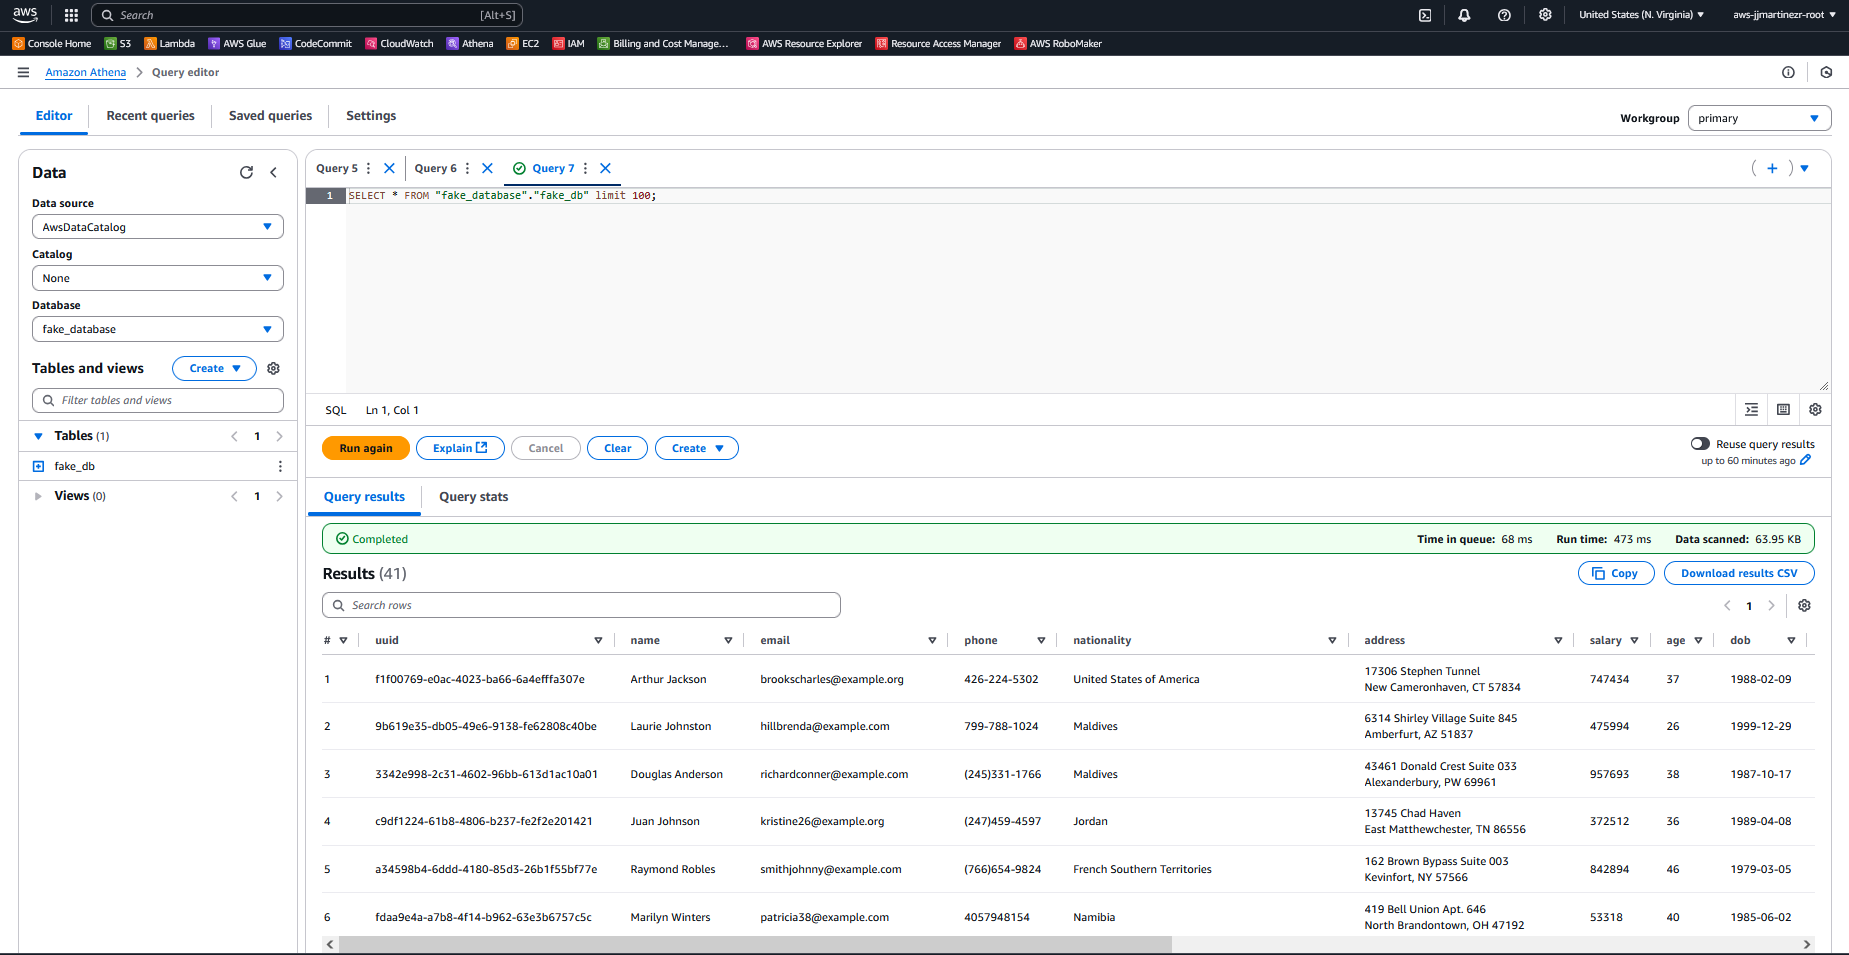 aws Search [Alt+S] United States (N. Virginia) aws-jjmartinezr-root
Console Home S3 Lambda AWS Glue CodeCommit CloudWatch Athena EC2 IAM Billing and Cost Manage... AWS Resource Explorer Resource Access Manager AWS RoboMaker
Amazon Athena Query editor
Editor Recent queries Saved queries Settings
Workgroup primary
Data
Data source
AwsDataCatalog
Catalog
None
Database
fake_database
Tables and views Create
Filter tables and views
Tables (1) 1
fake_db
Views (0) 1
Query 5 Query 6 Query 7
1 SELECT * FROM "fake_database"."fake_db" limit 100;
SQL Ln 1, Col 1
Run again Explain Cancel Clear Create
Reuse query results
up to 60 minutes ago
Query results Query stats
Completed Time in queue: 68 ms Run time: 473 ms Data scanned: 63.95 KB
Results (41) Copy Download results CSV
Search rows 1
# uuid name email phone nationality address salary age dob
1 f1f00769-e0ac-4023-ba66-6a4efffa307e Arthur Jackson brookscharles@example.org 426-224-5302 United States of America 17306 Stephen Tunnel
New Cameronhaven, CT 57834 747434 37 1988-02-09
2 9b619e35-db05-49e6-9138-fe62808c40be Laurie Johnston hillbrenda@example.com 799-788-1024 Maldives 6314 Shirley Village Suite 845
Amberfurt, AZ 51837 475994 26 1999-12-29
3 3342e998-2c31-4602-96bb-613d1ac10a01 Douglas Anderson richardconner@example.com (245)331-1766 Maldives 43461 Donald Crest Suite 033
Alexanderbury, PW 69961 957693 38 1987-10-17
4 c9df1224-61b8-4806-b237-fe2f2e201421 Juan Johnson kristine26@example.org (247)459-4597 Jordan 13745 Chad Haven
East Matthewchester, TN 86556 372512 36 1989-04-08
5 a34598b4-6ddd-4180-85d3-26b1f55bf77e Raymond Robles smithjohnny@example.com (766)654-9824 French Southern Territories 162 Brown Bypass Suite 003
Kevinfort, NY 57566 842894 46 1979-03-05
6 fdaa9e4a-a7b8-4f14-b962-63e3b6757c5c Marilyn Winters patricia38@example.com 4057948154 Namibia 419 Bell Union Apt. 646
North Brandontown, OH 47192 53318 40 1985-06-02